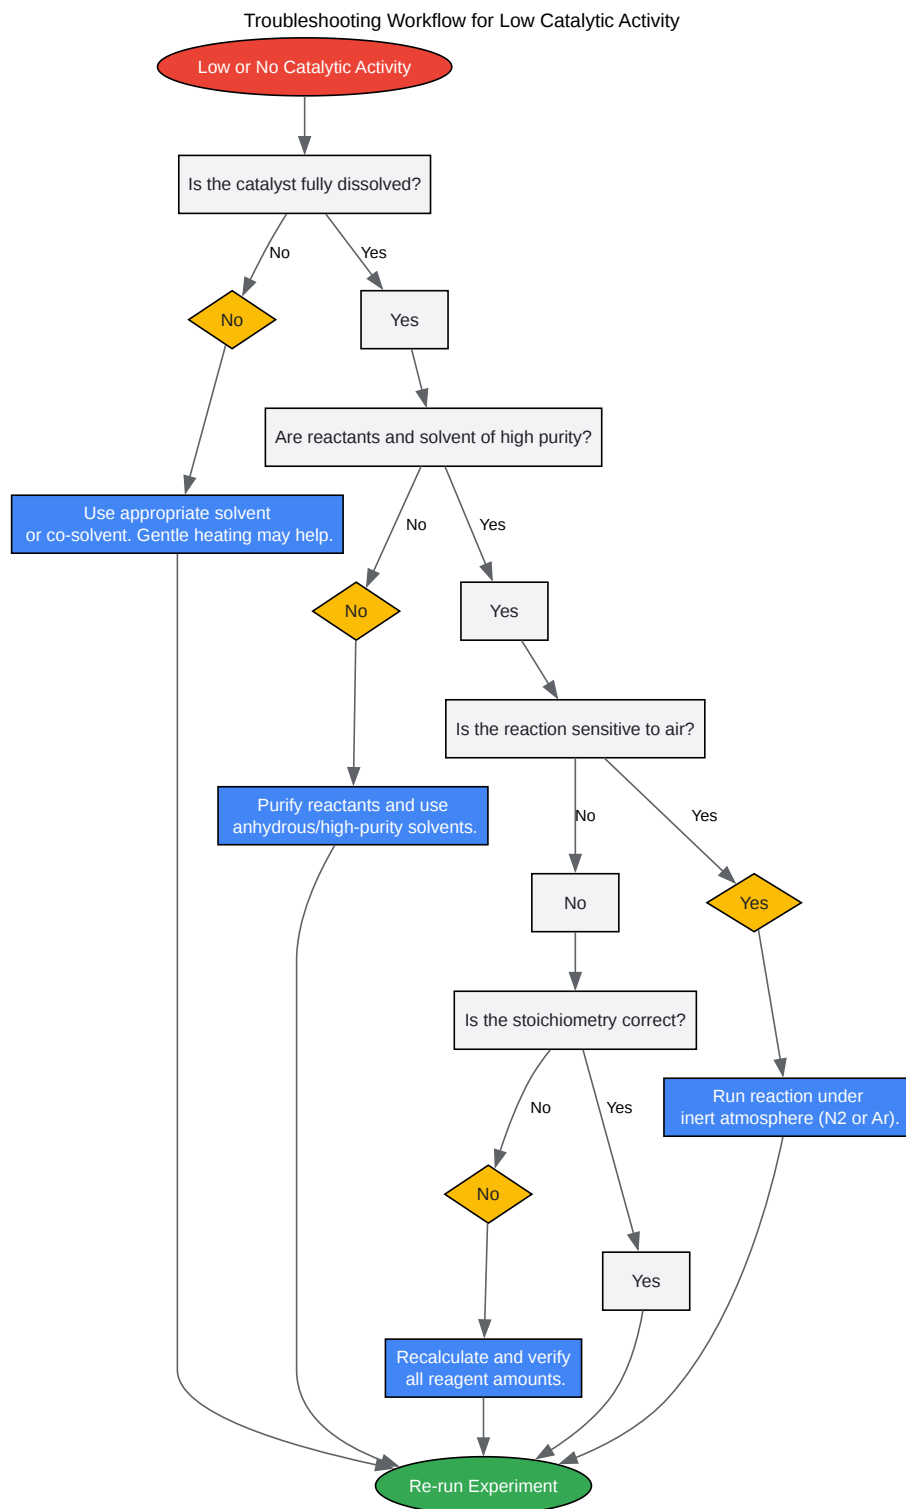 Troubleshooting Workflow for Low Catalytic Activity
Low or No Catalytic Activity
Is the catalyst fully dissolved?
No
Yes
No
Yes
Are reactants and solvent of high purity?
Use appropriate solvent
or co-solvent. Gentle heating may help.
No
Yes
No
Yes
Is the reaction sensitive to air?
Purify reactants and use
anhydrous/high-purity solvents.
No
Yes
No
Yes
Is the stoichiometry correct?
Run reaction under
inert atmosphere (N2 or Ar).
No
Yes
No
Yes
Recalculate and verify
all reagent amounts.
Re-run Experiment